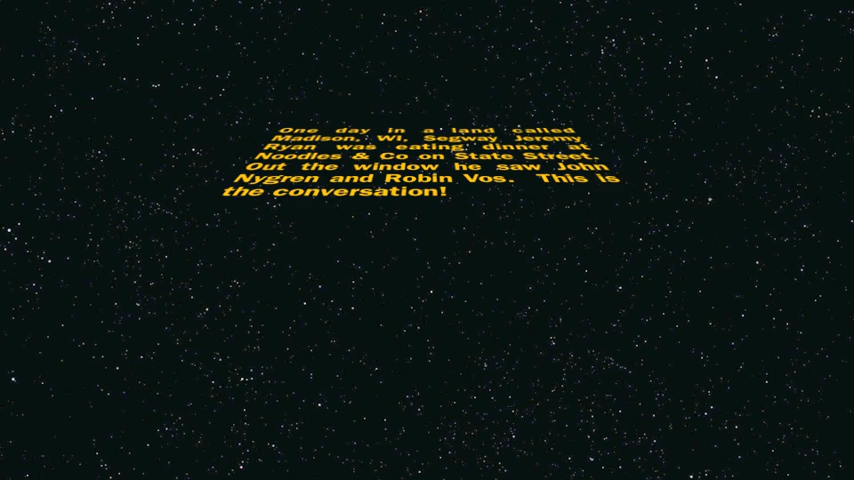 One day in a land called
Madison, WI, Segway Jeremy
Ryan was eating dinner at
Noodles & Co on State Street.
Out the window he saw John
Nygren and Robin Vos. This is
the conversation!